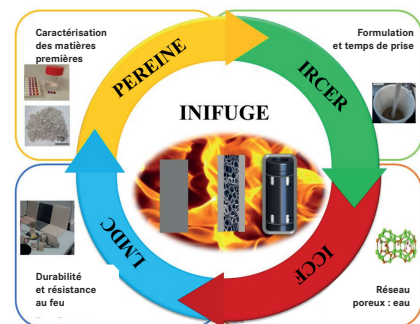 Caractérisation
des matières
premières
Formulation
et temps de prise
PEREINE
IRCER
INIFUGE
LMDC
ICCF
Durabilité
et résistance
au feu
Réseau
poreux : eau